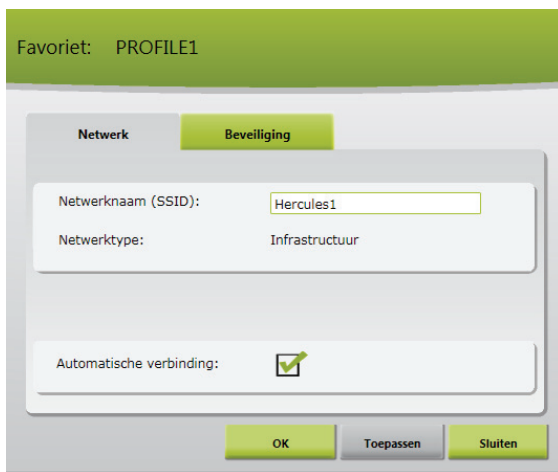 Favoriet: PROFILE1
Netwerk Beveiliging
Netwerknaam (SSID): Hercules1
Netwerktype: Infrastructuur
Automatische verbinding:
OK Toepassen Sluiten